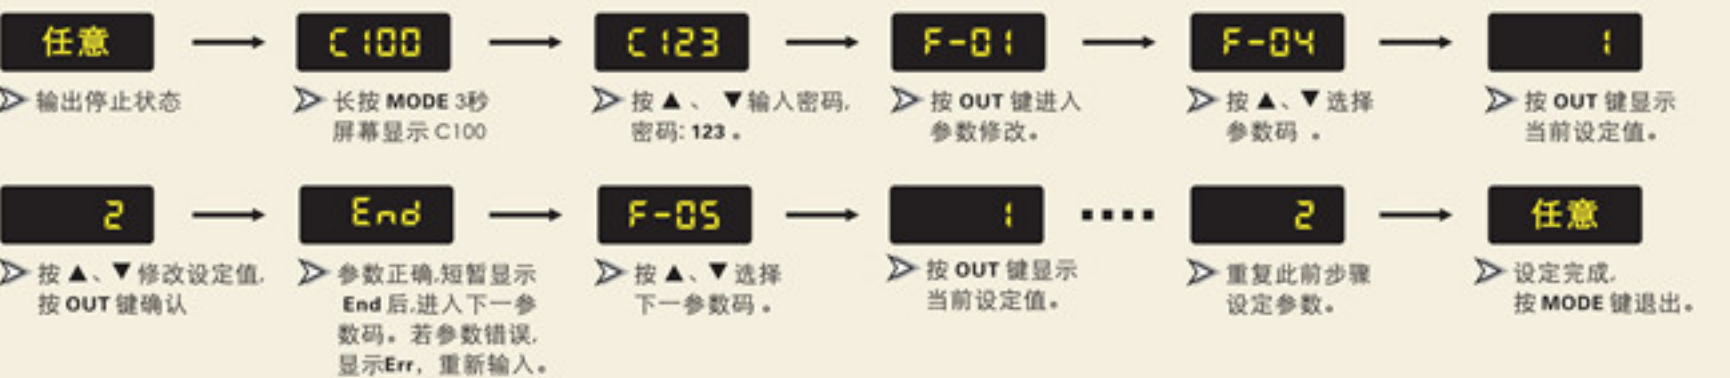 任意
C100
C123
F-01
F-04
1
输出停止状态
长按 MODE 3秒
屏幕显示 C100
按 ▲、 ▼输入密码.
密码: 123 。
按 OUT 键进入
参数修改。
按 ▲、▼ 选择
参数码 。
按 OUT 键显示
当前设定值。
2
End
F-05
1
2
任意
按 ▲、▼ 修改设定值,
按 OUT 键确认
参数正确,短暂显示
End 后,进入下一参
数码。若参数错误,
显示Err，重新输入。
按 ▲、▼ 选择
下一参数码 。
按 OUT 键显示
当前设定值。
重复此前步骤
设定参数。
设定完成,
按 MODE 键退出。